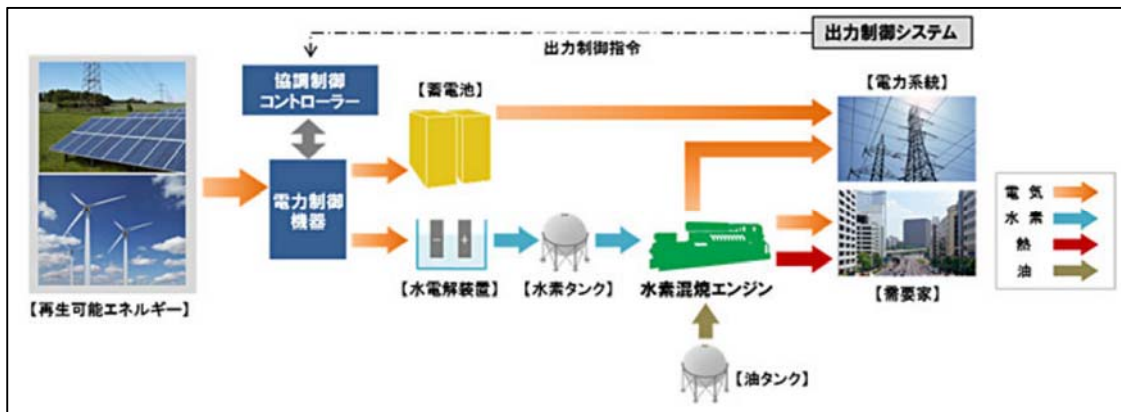 出力制御システム
出力制御指令
協調制御
コントローラー
【蓄電池】
【電力系統】
電力制御
機器
電気
水素
熱
油
【再生可能エネルギー】
【水電解装置】
【水素タンク】
水素混焼エンジン
【需要家】
【油タンク】